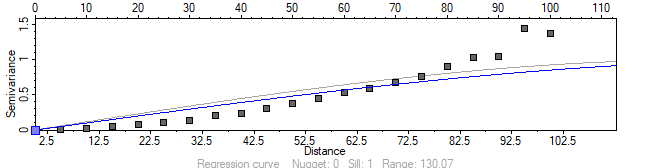 0 10 20 30 40 50 60 70 80 90 100 110
1.5
1
0.5
0
Semivariance
2.5 12.5 22.5 32.5 42.5 52.5 62.5 72.5 82.5 92.5 102.5
Distance
Regression curve Nugget: 0 Sill: 1 Range: 130.07